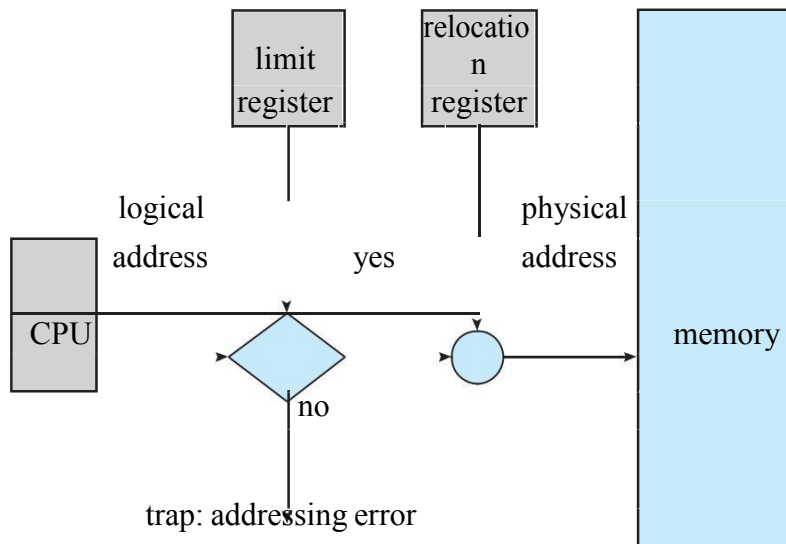 limit
register
relocatio
n
register
logical
address
yes
physical
address
CPU
memory
no
trap: addressing error